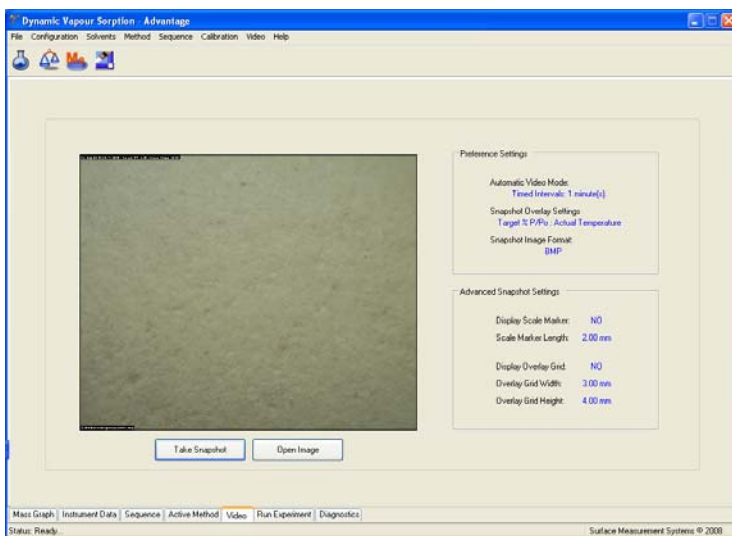 Dynamic Vapour Sorption - Advantage
File Configuration Solvents Method Sequence Calibration Video Help
Preference Settings
Automatic Video Mode:
Timed Intervals: 1 minute(s)
Snapshot Overlay Settings
Target % P/Po ; Actual Temperature
Snapshot Image Format:
BMP
Advanced Snapshot Settings
Display Scale Marker: NO
Scale Marker Length: 2.00 mm
Display Overlay Grid: NO
Overlay Grid Width: 3.00 mm
Overlay Grid Height: 4.00 mm
Take Snapshot Open Image
Mass Graph Instrument Data Sequence Active Method Video Run Experiment Diagnostics
Status: Ready... Surface Measurement Systems © 2008